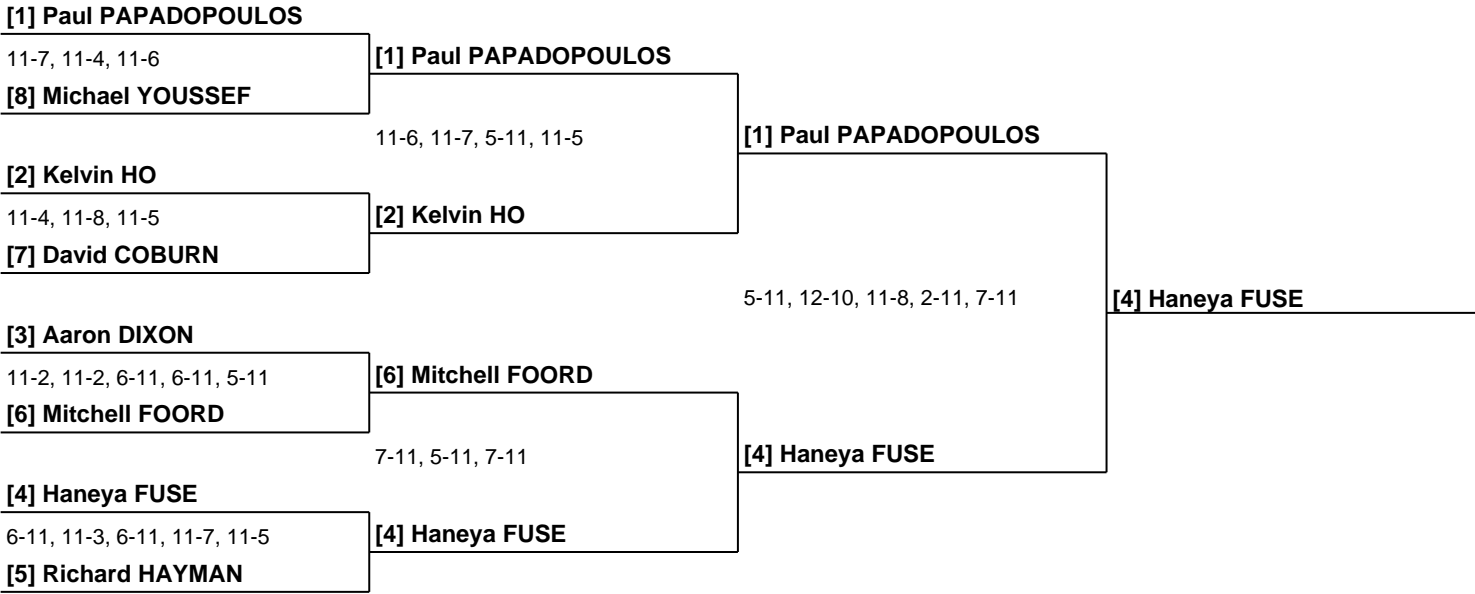 [1] Paul PAPADOPOULOS
11-7, 11-4, 11-6
[8] Michael YOUSSEF
[2] Kelvin HO
11-4, 11-8, 11-5
[7] David COBURN
[3] Aaron DIXON
11-2, 11-2, 6-11, 6-11, 5-11
[6] Mitchell FOORD
[4] Haneya FUSE
6-11, 11-3, 6-11, 11-7, 11-5
[5] Richard HAYMAN
[1] Paul PAPADOPOULOS
11-6, 11-7, 5-11, 11-5
[2] Kelvin HO
[6] Mitchell FOORD
7-11, 5-11, 7-11
[4] Haneya FUSE
[1] Paul PAPADOPOULOS
5-11, 12-10, 11-8, 2-11, 7-11
[4] Haneya FUSE
[4] Haneya FUSE